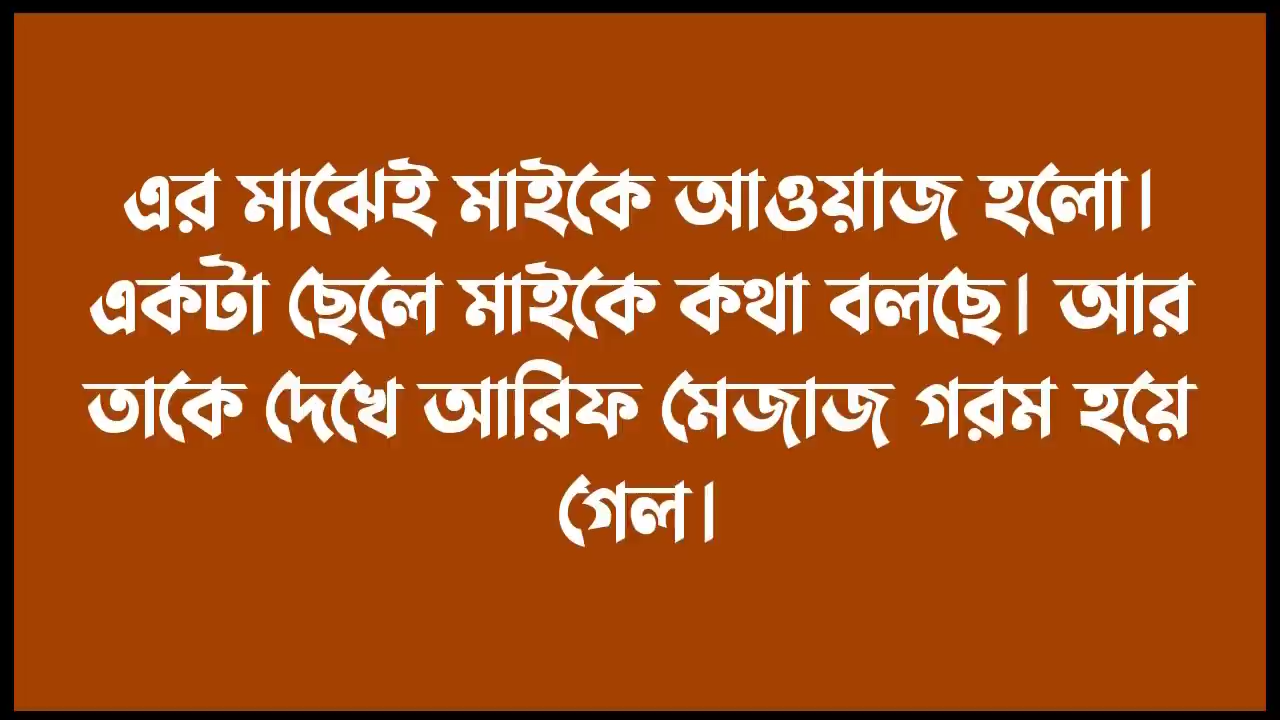 এর মাঝেই মাইকে আওয়াজ হলো।
একটা ছেলে মাইকে কথা বলছে। আর
তাকে দেখে আরিফ মেজাজ গরম হয়ে
গেল।